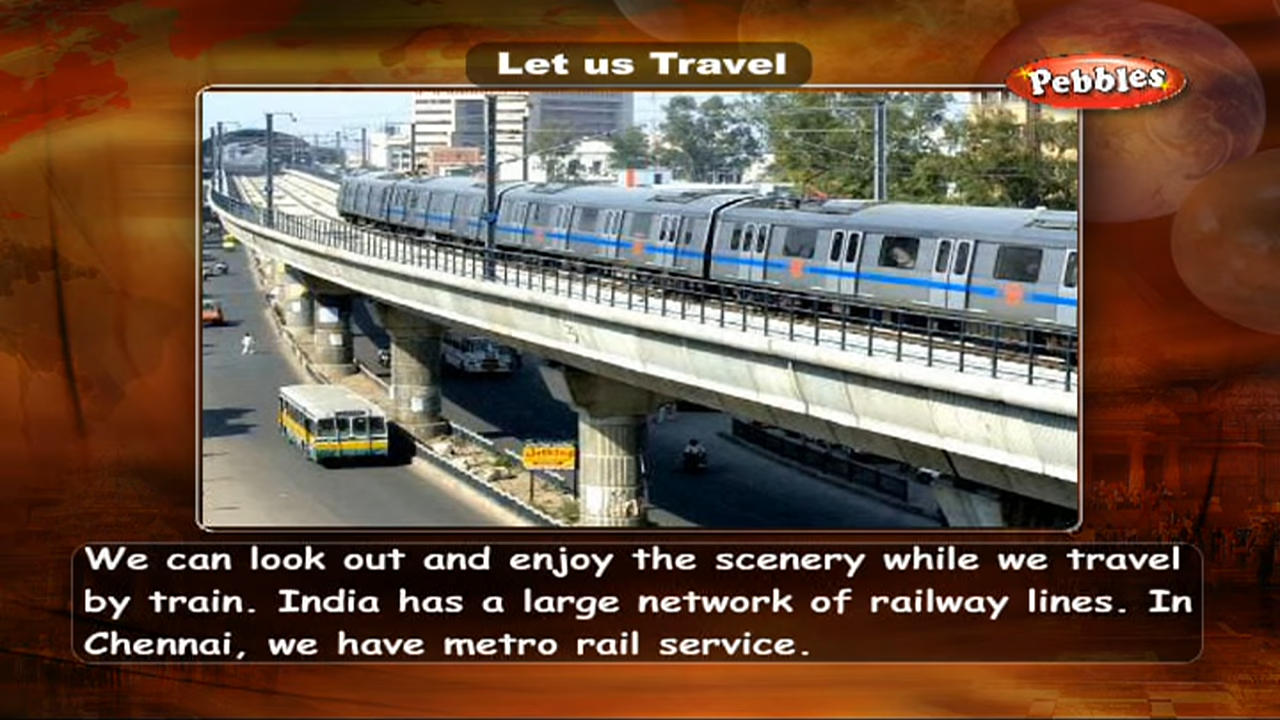 Let us Travel
Pebbles
We can look out and enjoy the scenery while we travel
by train. India has a large network of railway lines. In
Chennai, we have metro rail service.